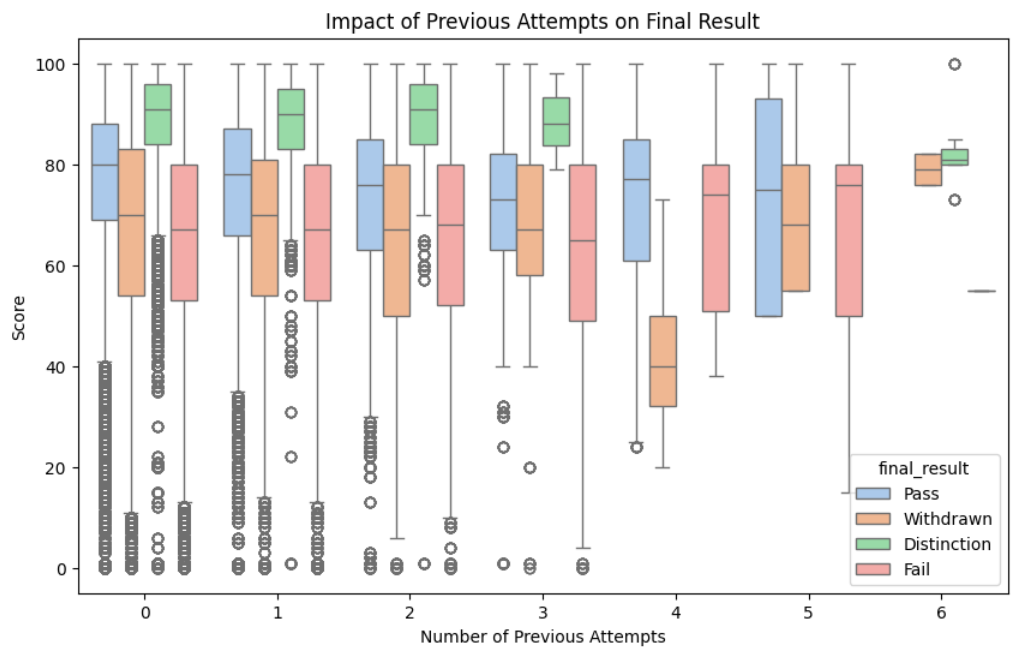 Impact of Previous Attempts on Final Result
100
80
60
40
20
0
Score
0 1 2 3 4 5 6
Number of Previous Attempts
final_result
Pass
Withdrawn
Distinction
Fail